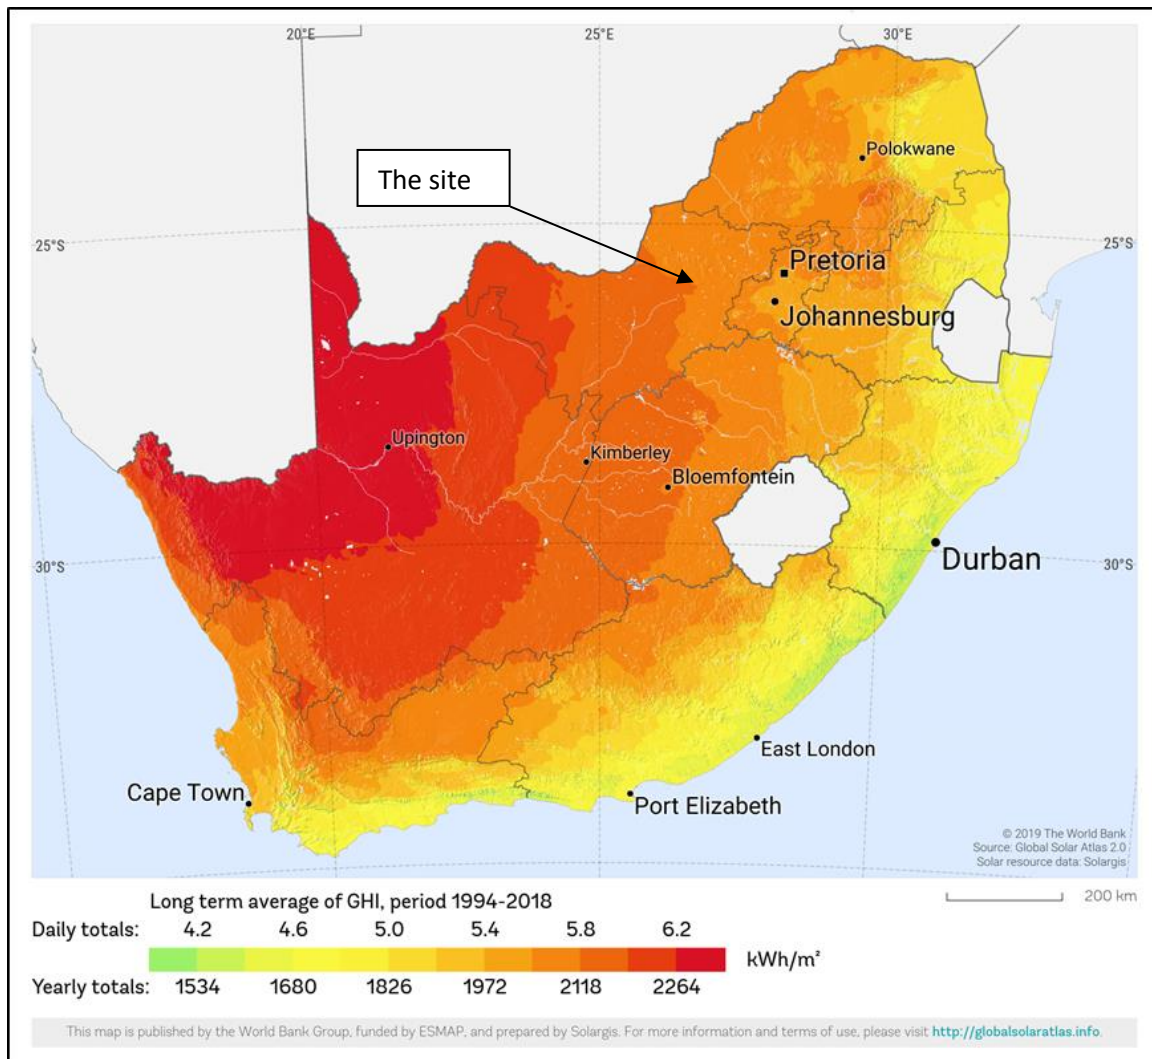 20°E 25°E 30°E
Polokwane
The site
25°S 25°S
Pretoria
Johannesburg
Upington
Kimberley
Bloemfontein
Durban
30°S 30°S
East London
Cape Town
Port Elizabeth
© 2019 The World Bank
Source: Global Solar Atlas 2.0
Solar resource data: Solargis
Long term average of GHI, period 1994-2018
200 km
Daily totals: 4.2 4.6 5.0 5.4 5.8 6.2
kWh/m²
Yearly totals: 1534 1680 1826 1972 2118 2264
This map is published by the World Bank Group, funded by ESMAP, and prepared by Solargis. For more information and terms of use, please visit http://globalsolaratlas.info.